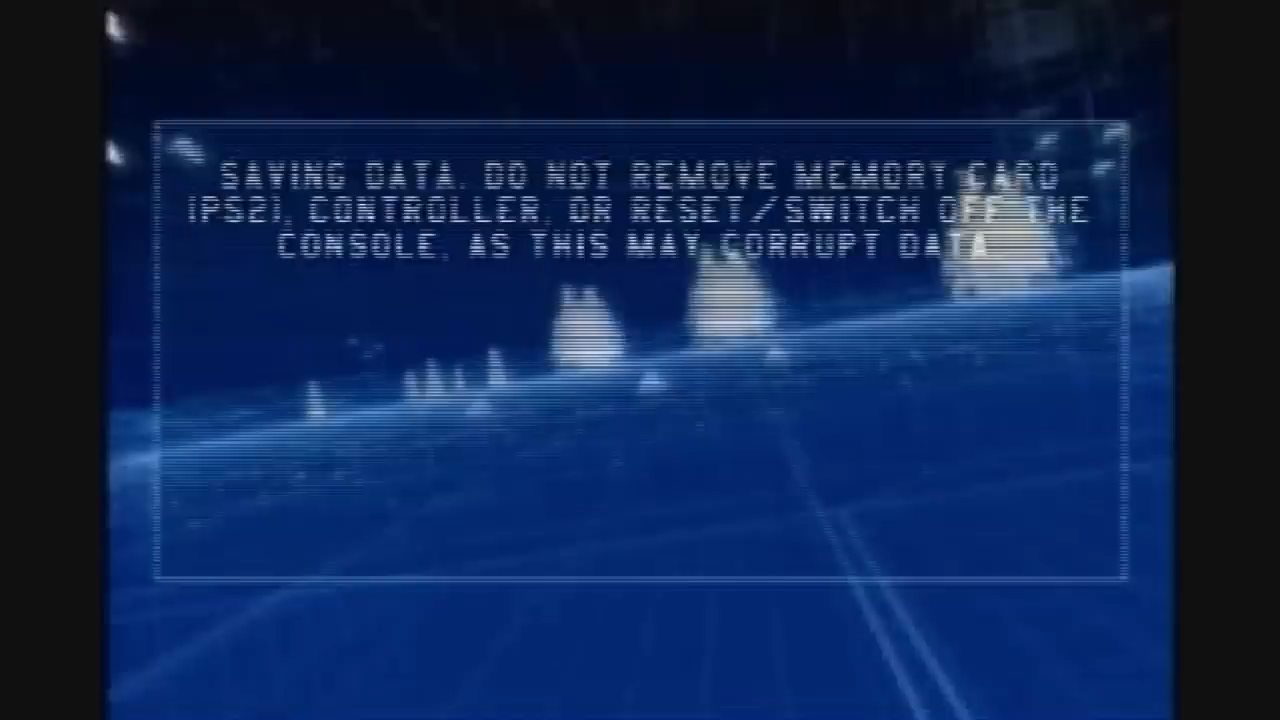 SAVING DATA. DO NOT REMOVE MEMORY CARD
(PS2), CONTROLLER, OR RESET/SWITCH OFF THE
CONSOLE, AS THIS MAY CORRUPT DATA